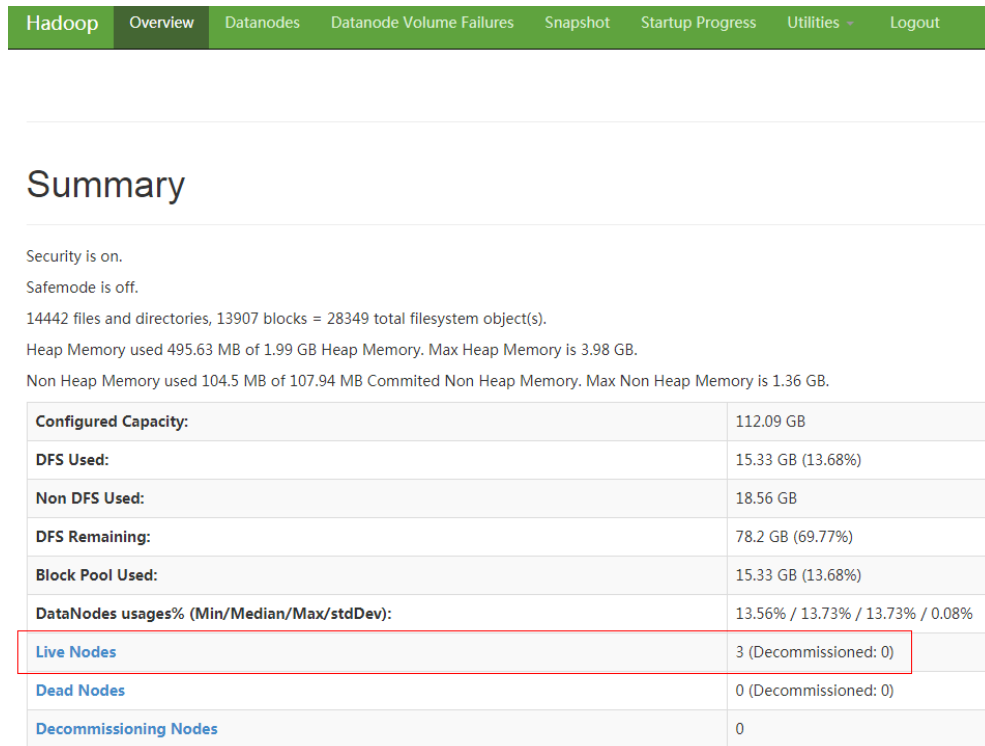 Hadoop Overview Datanodes Datanode Volume Failures Snapshot Startup Progress Utilities Logout
Summary
Security is on.
Safemode is off.
14442 files and directories, 13907 blocks = 28349 total filesystem object(s).
Heap Memory used 495.63 MB of 1.99 GB Heap Memory. Max Heap Memory is 3.98 GB.
Non Heap Memory used 104.5 MB of 107.94 MB Commited Non Heap Memory. Max Non Heap Memory is 1.36 GB.
Configured Capacity: 112.09 GB
DFS Used: 15.33 GB (13.68%)
Non DFS Used: 18.56 GB
DFS Remaining: 78.2 GB (69.77%)
Block Pool Used: 15.33 GB (13.68%)
DataNodes usages% (Min/Median/Max/stdDev): 13.56% / 13.73% / 13.73% / 0.08%
Live Nodes 3 (Decommissioned: 0)
Dead Nodes 0 (Decommissioned: 0)
Decommissioning Nodes 0